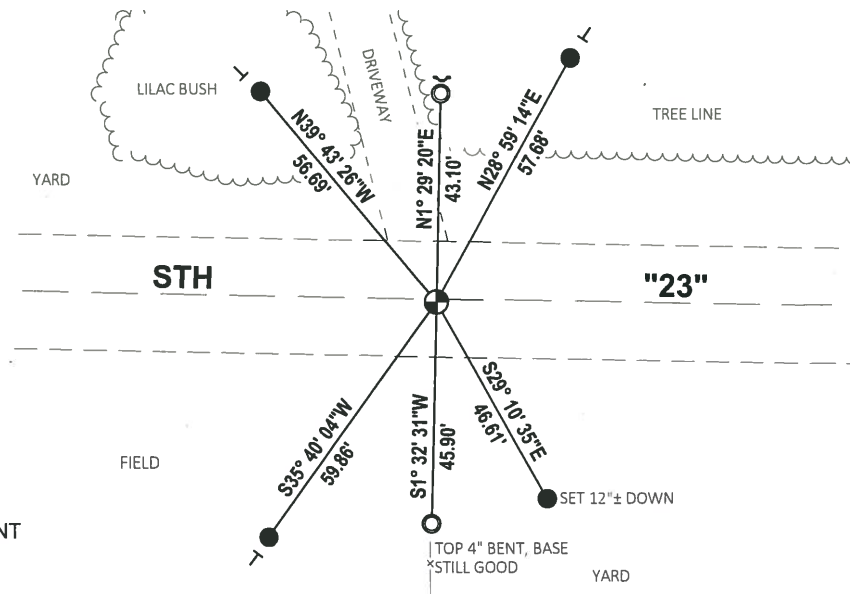 LILAC BUSH
DRIVEWAY
TREE LINE
YARD
N39° 43' 26"W
56.69'
N1° 29' 20"E
43.10'
N28° 59' 14"E
57.68'
STH
"23"
S35° 40' 04"W
59.86'
S1° 32' 31"W
45.90'
S29° 10' 35"E
46.61'
FIELD
SET 12"± DOWN
NT
TOP 4" BENT, BASE
STILL GOOD
YARD